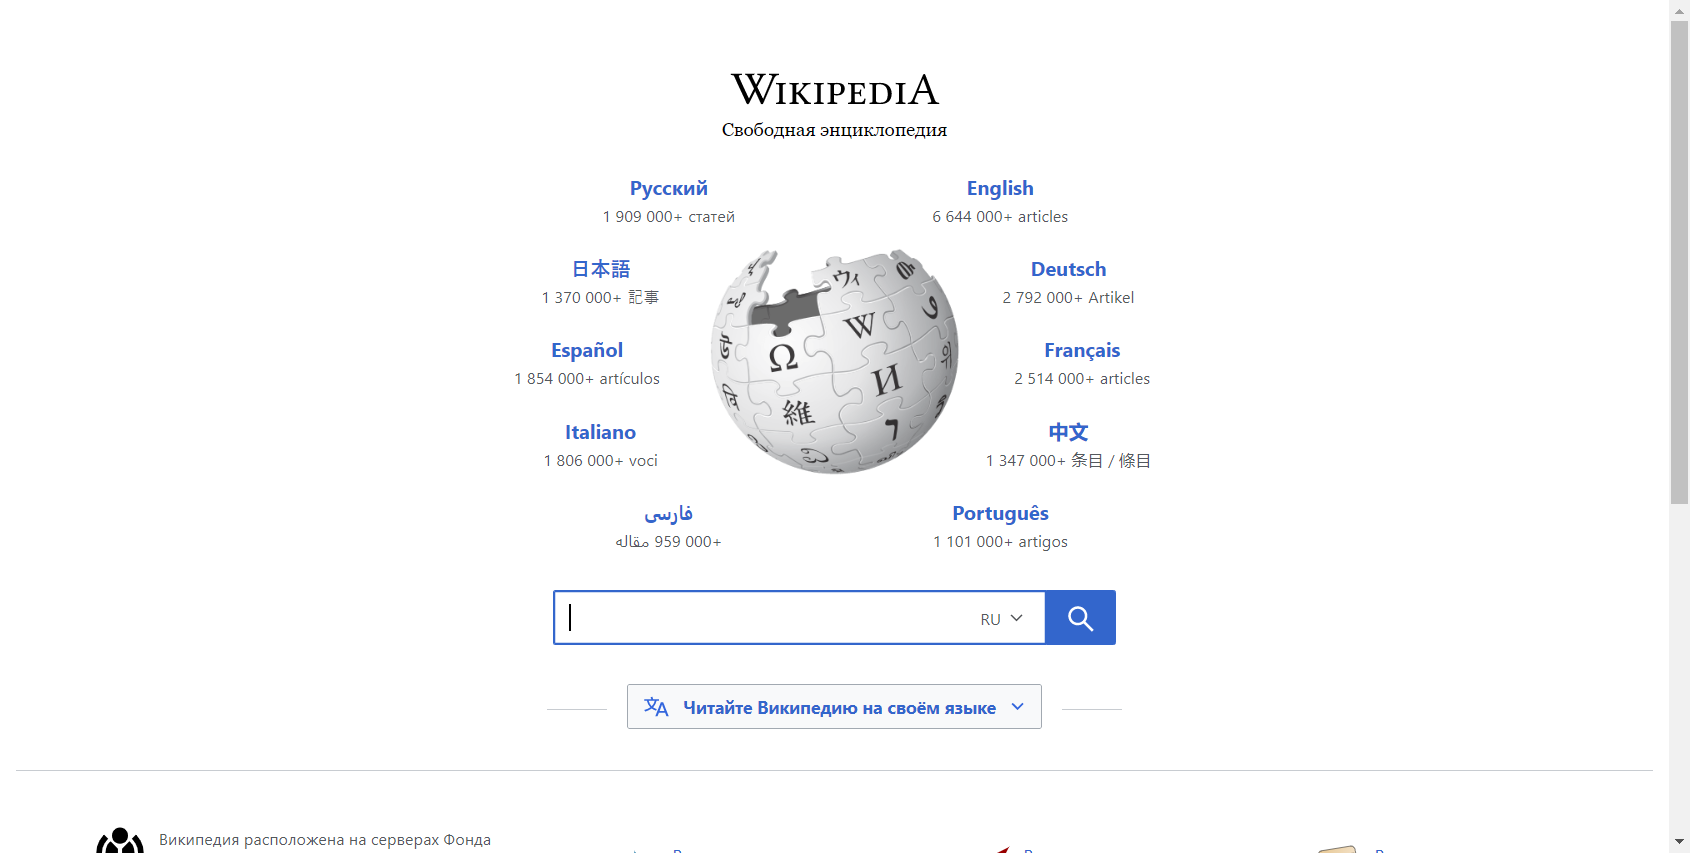 WIKIPEDIA
Свободная энциклопедия
Русский
1 909 000+ статей
English
6 644 000+ articles
日本語
1 370 000+ 記事
Deutsch
2 792 000+ Artikel
Español
1 854 000+ artículos
Français
2 514 000+ articles
Italiano
1 806 000+ voci
中文
1 347 000+ 条目 / 條目
فارسی
959 000+ مقاله
Português
1 101 000+ artigos
Ω
W
И
維
ウィ
RU
Читайте Википедию на своём языке
Википедия расположена на серверах Фонда